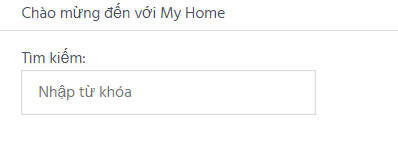 Chào mừng đến với My Home
Tìm kiếm:
Nhập từ khóa